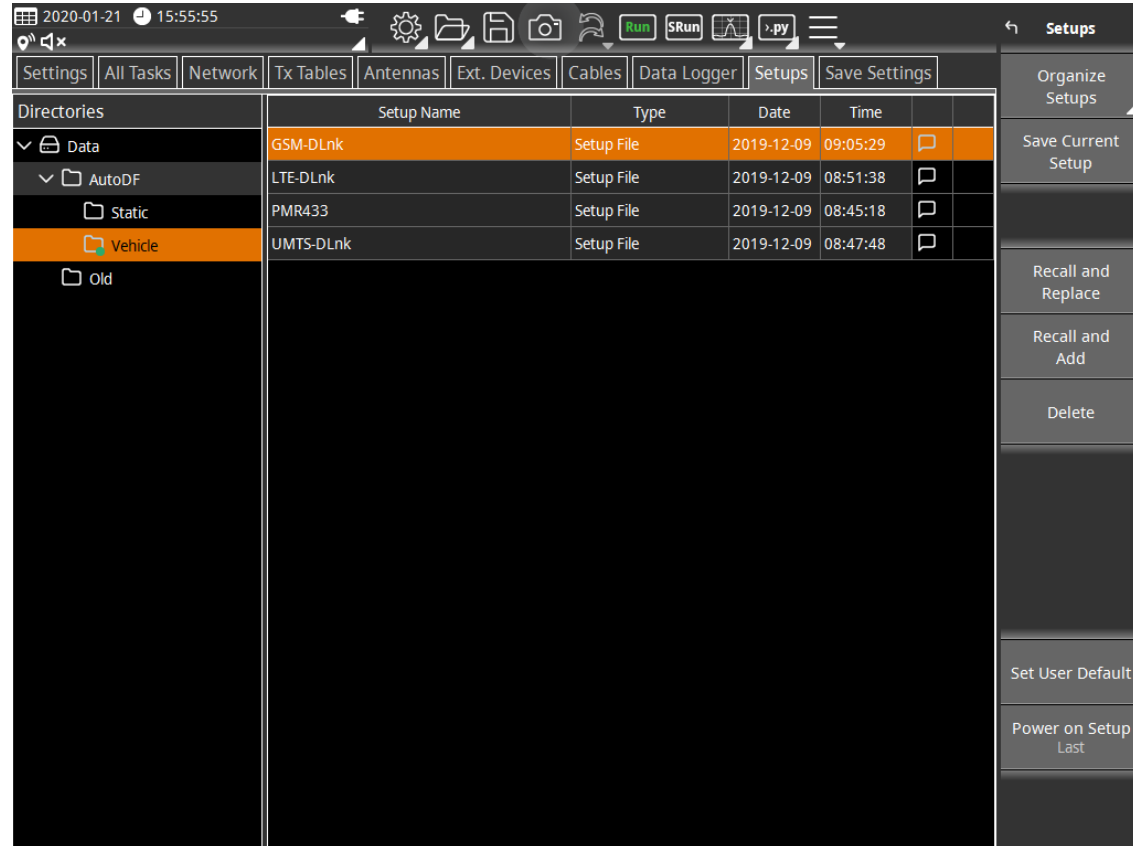 2020-01-21 15:55:55
Run SRun >.py
Setups
Settings All Tasks Network Tx Tables Antennas Ext. Devices Cables Data Logger Setups Save Settings
Directories
Data
AutoDF
Static
Vehicle
Old
Setup Name Type Date Time
GSM-DLnk Setup File 2019-12-09 09:05:29
LTE-DLnk Setup File 2019-12-09 08:51:38
PMR433 Setup File 2019-12-09 08:45:18
UMTS-DLnk Setup File 2019-12-09 08:47:48
Organize
Setups
Save Current
Setup
Recall and
Replace
Recall and
Add
Delete
Set User Default
Power on Setup
Last